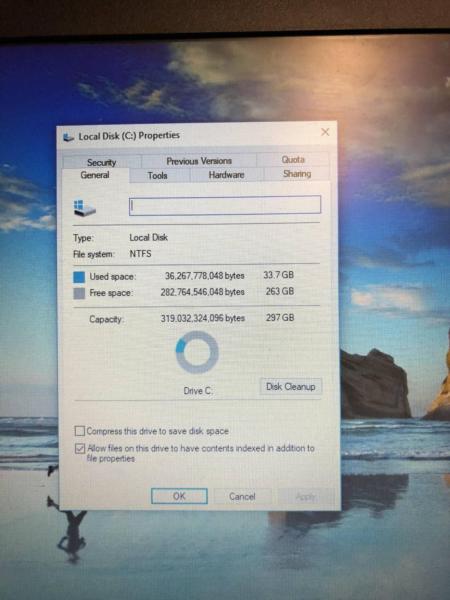 Local Disk (C:) Properties
Security Previous Versions Quota
General Tools Hardware Sharing
Type: Local Disk
File system: NTFS
Used space: 36,267,778,048 bytes 33.7 GB
Free space: 282,764,546,048 bytes 263 GB
Capacity: 319,032,324,096 bytes 297 GB
Drive C:
Disk Cleanup
Compress this drive to save disk space
Allow files on this drive to have contents indexed in addition to
file properties
OK Cancel Apply